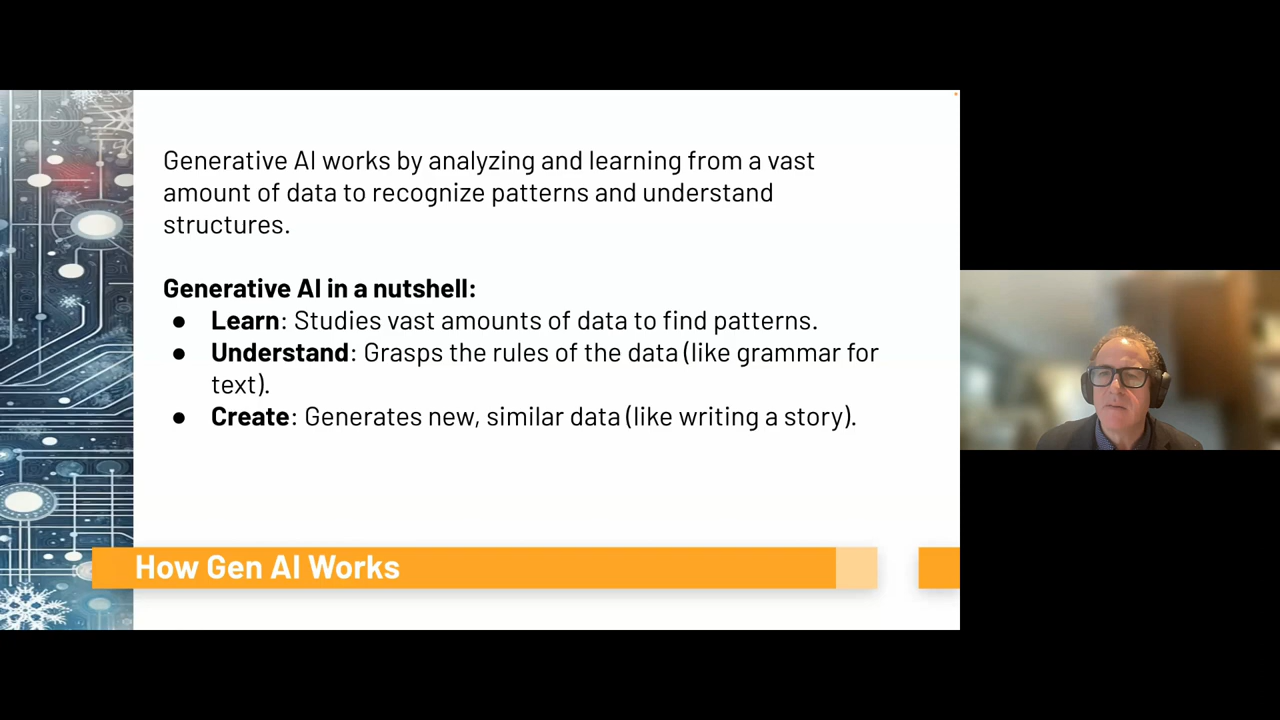 Generative AI works by analyzing and learning from a vast
amount of data to recognize patterns and understand
structures.
Generative AI in a nutshell:
● Learn: Studies vast amounts of data to find patterns.
● Understand: Grasps the rules of the data (like grammar for
text).
● Create: Generates new, similar data (like writing a story).
How Gen AI Works